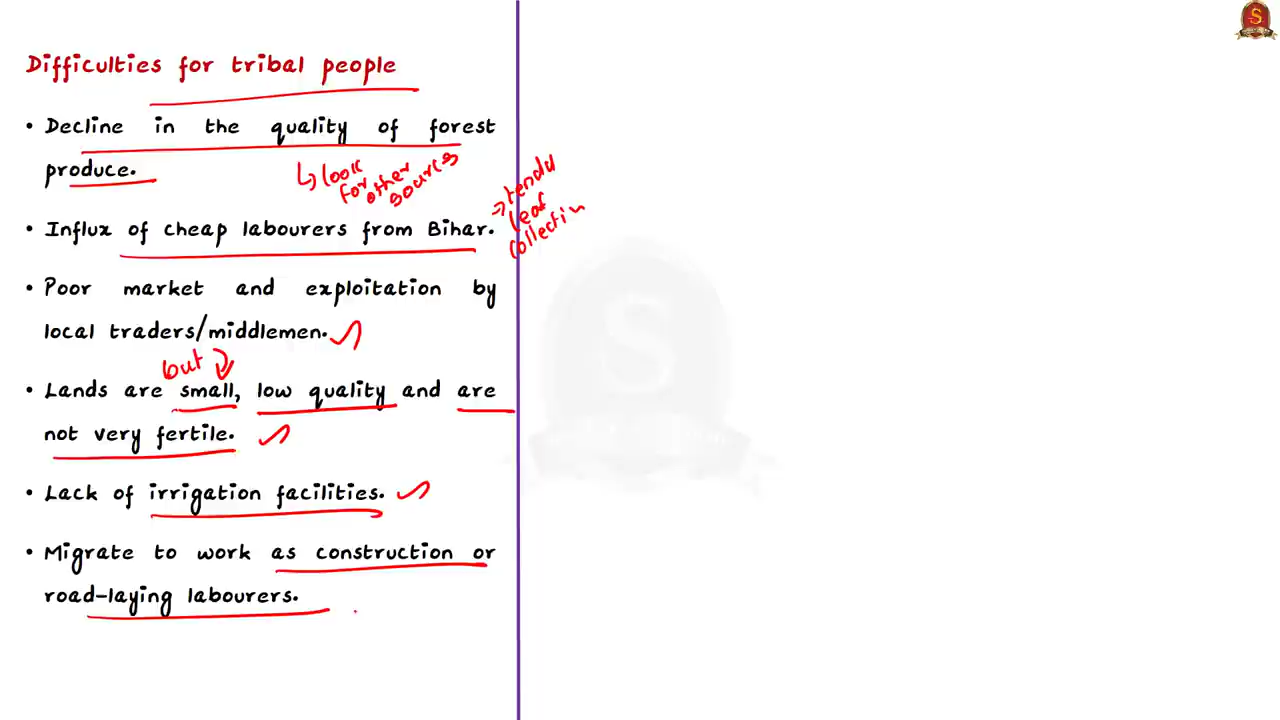 Difficulties for tribal people
• Decline in the quality of forest
produce.
↳ look
for other
sources
→ tendu
leaf
collection
• Influx of cheap labourers from Bihar.
• Poor market and exploitation by
local traders/middlemen.
but
• Lands are small, low quality and are
not very fertile.
• Lack of irrigation facilities.
• Migrate to work as construction or
road-laying labourers.
S
S